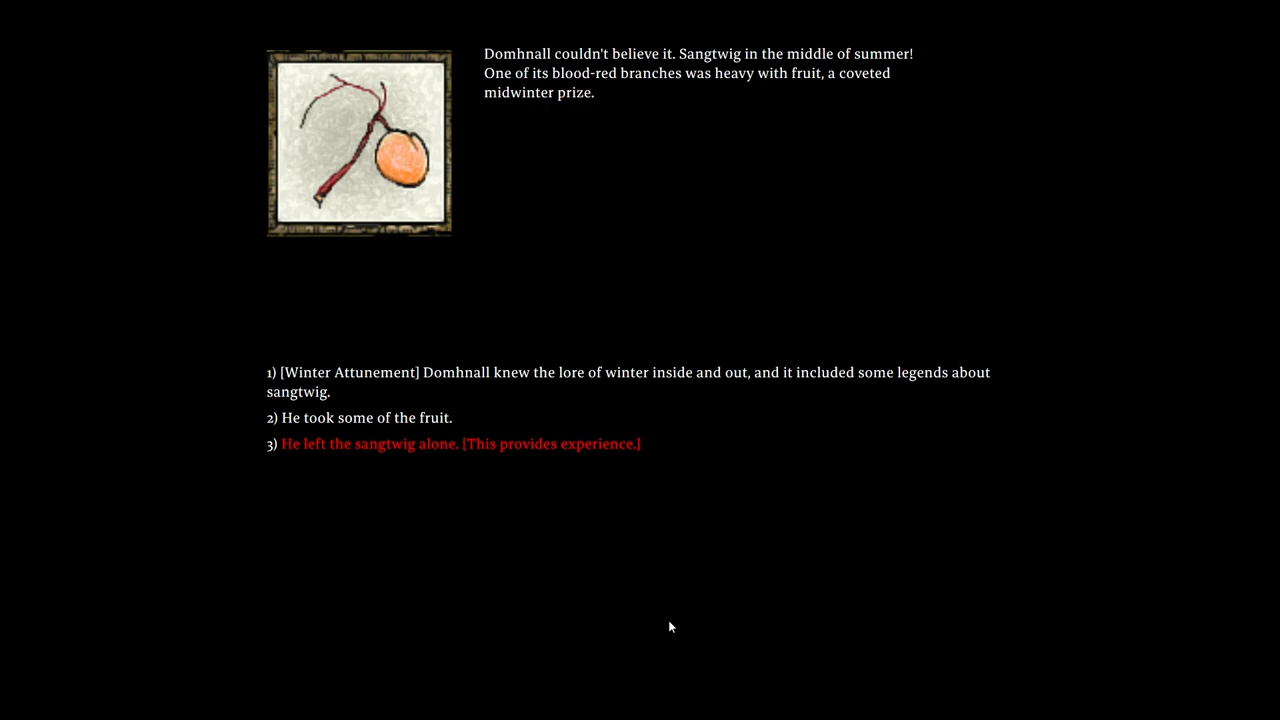 Domhnall couldn't believe it. Sangtwig in the middle of summer!
One of its blood-red branches was heavy with fruit, a coveted
midwinter prize.
1) [Winter Attunement] Domhnall knew the lore of winter inside and out, and it included some legends about
sangtwig.
2) He took some of the fruit.
3) He left the sangtwig alone. [This provides experience.]